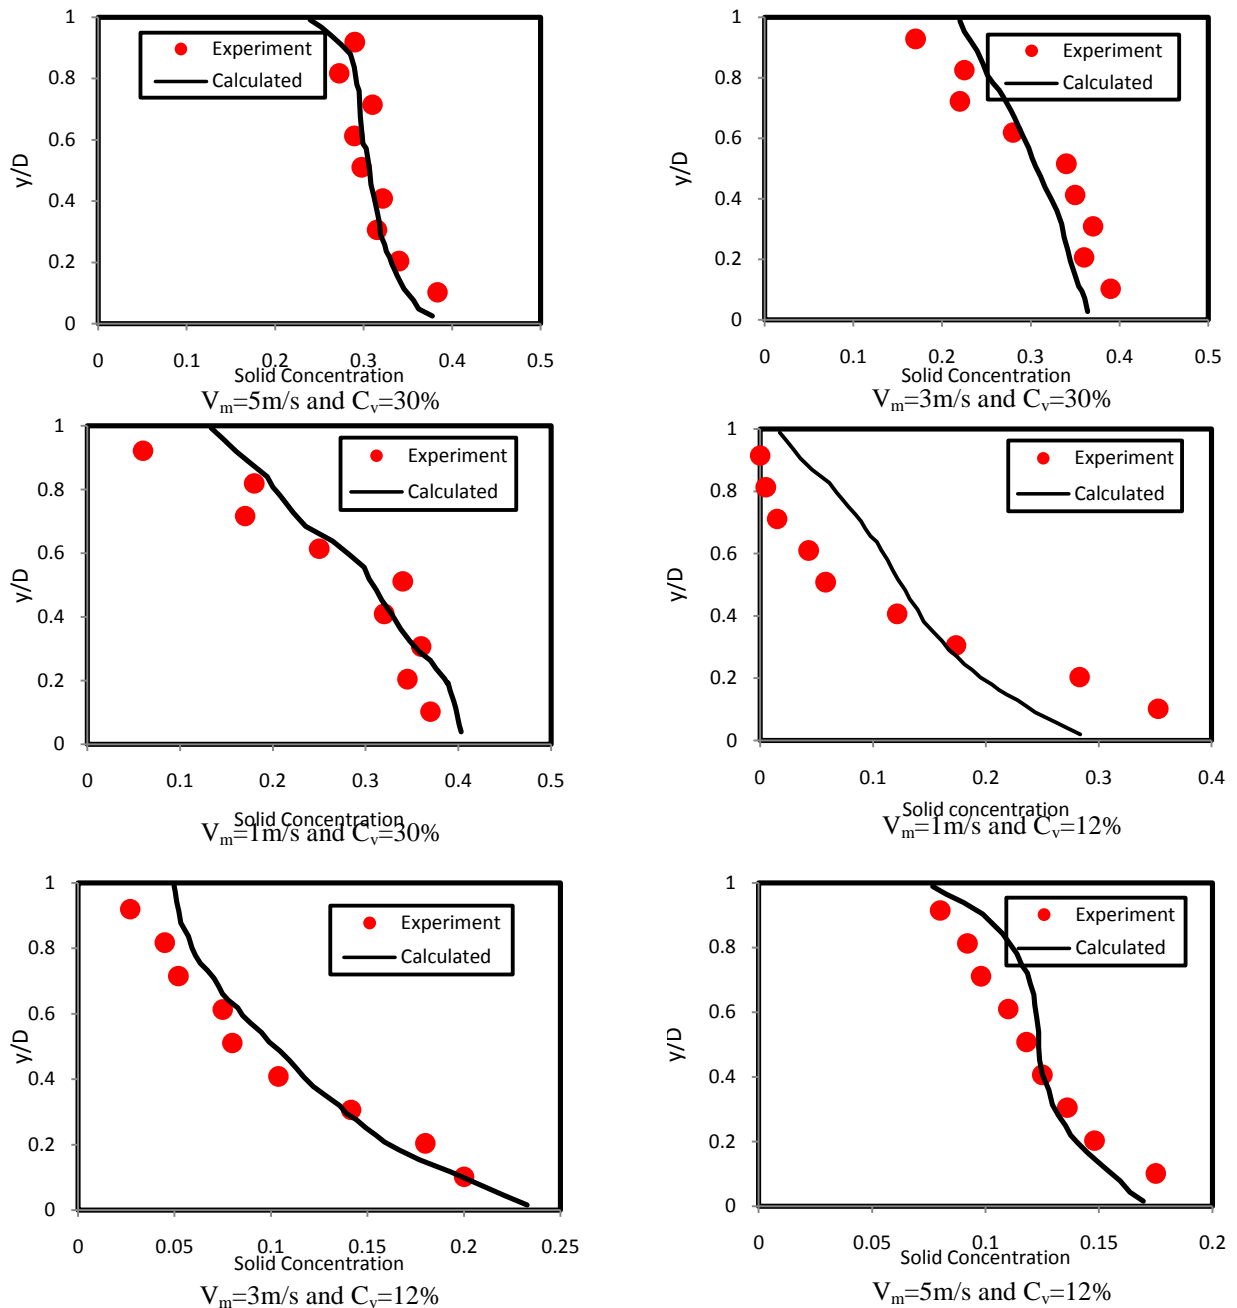 1
Experiment
Calculated
0.8
0.6
y/D
0.4
0.2
0
0 0.1 0.2 0.3 0.4 0.5
Solid Concentration
Vm=5m/s and Cv=30%
1
Experiment
Calculated
0.8
0.6
y/D
0.4
0.2
0
0 0.1 0.2 0.3 0.4 0.5
Solid Concentration
Vm=3m/s and Cv=30%
1
Experiment
Calculated
0.8
0.6
y/D
0.4
0.2
0
0 0.1 0.2 0.3 0.4 0.5
Solid Concentration
Vm=1m/s and Cv=30%
1
Experiment
Calculated
0.8
0.6
y/D
0.4
0.2
0
0 0.1 0.2 0.3 0.4
Solid concentration
Vm=1m/s and Cv=12%
1
Experiment
Calculated
0.8
0.6
y/D
0.4
0.2
0
0 0.05 0.1 0.15 0.2 0.25
Solid Concentration
Vm=3m/s and Cv=12%
1
Experiment
Calculated
0.8
0.6
y/D
0.4
0.2
0
0 0.05 0.1 0.15 0.2
Solid Concentration
Vm=5m/s and Cv=12%